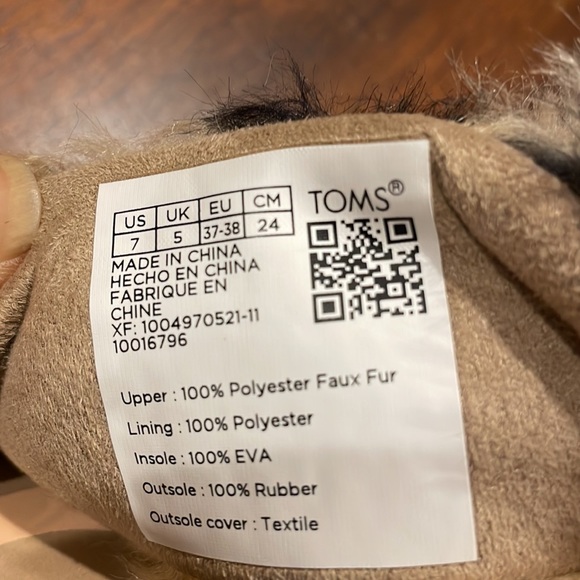 US UK EU CM
7 5 37-38 24
TOMS®
MADE IN CHINA
HECHO EN CHINA
FABRIQUE EN
CHINE
XF: 1004970521-11
10016796
Upper : 100% Polyester Faux Fur
Lining : 100% Polyester
Insole : 100% EVA
Outsole : 100% Rubber
Outsole cover : Textile